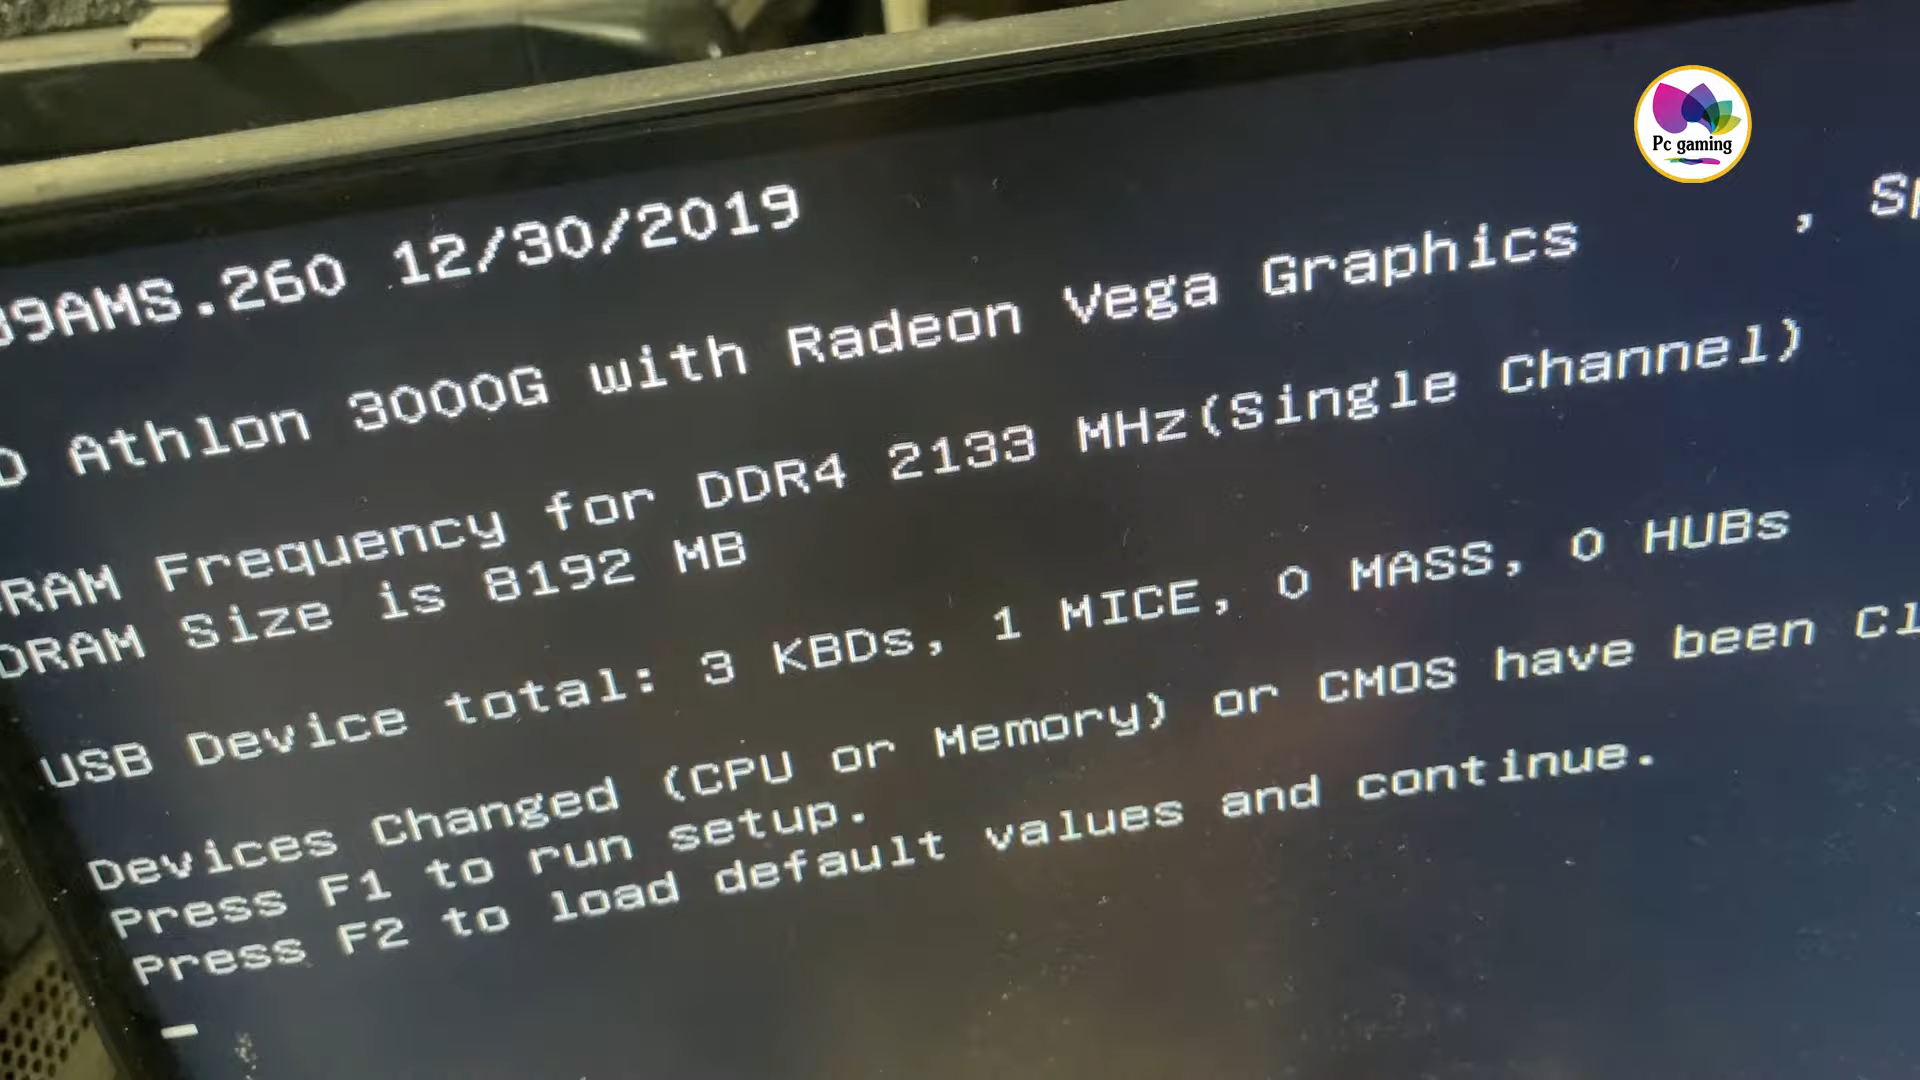 Pc gaming
9AMS.260 12/30/2019
Athlon 3000G with Radeon Vega Graphics , Sp
RAM Frequency for DDR4 2133 MHz(Single Channel)
DRAM Size is 8192 MB
USB Device total: 3 KBDs, 1 MICE, 0 MASS, 0 HUBs
Devices Changed (CPU or Memory) or CMOS have been Cl
Press F1 to run setup.
Press F2 to load default values and continue.